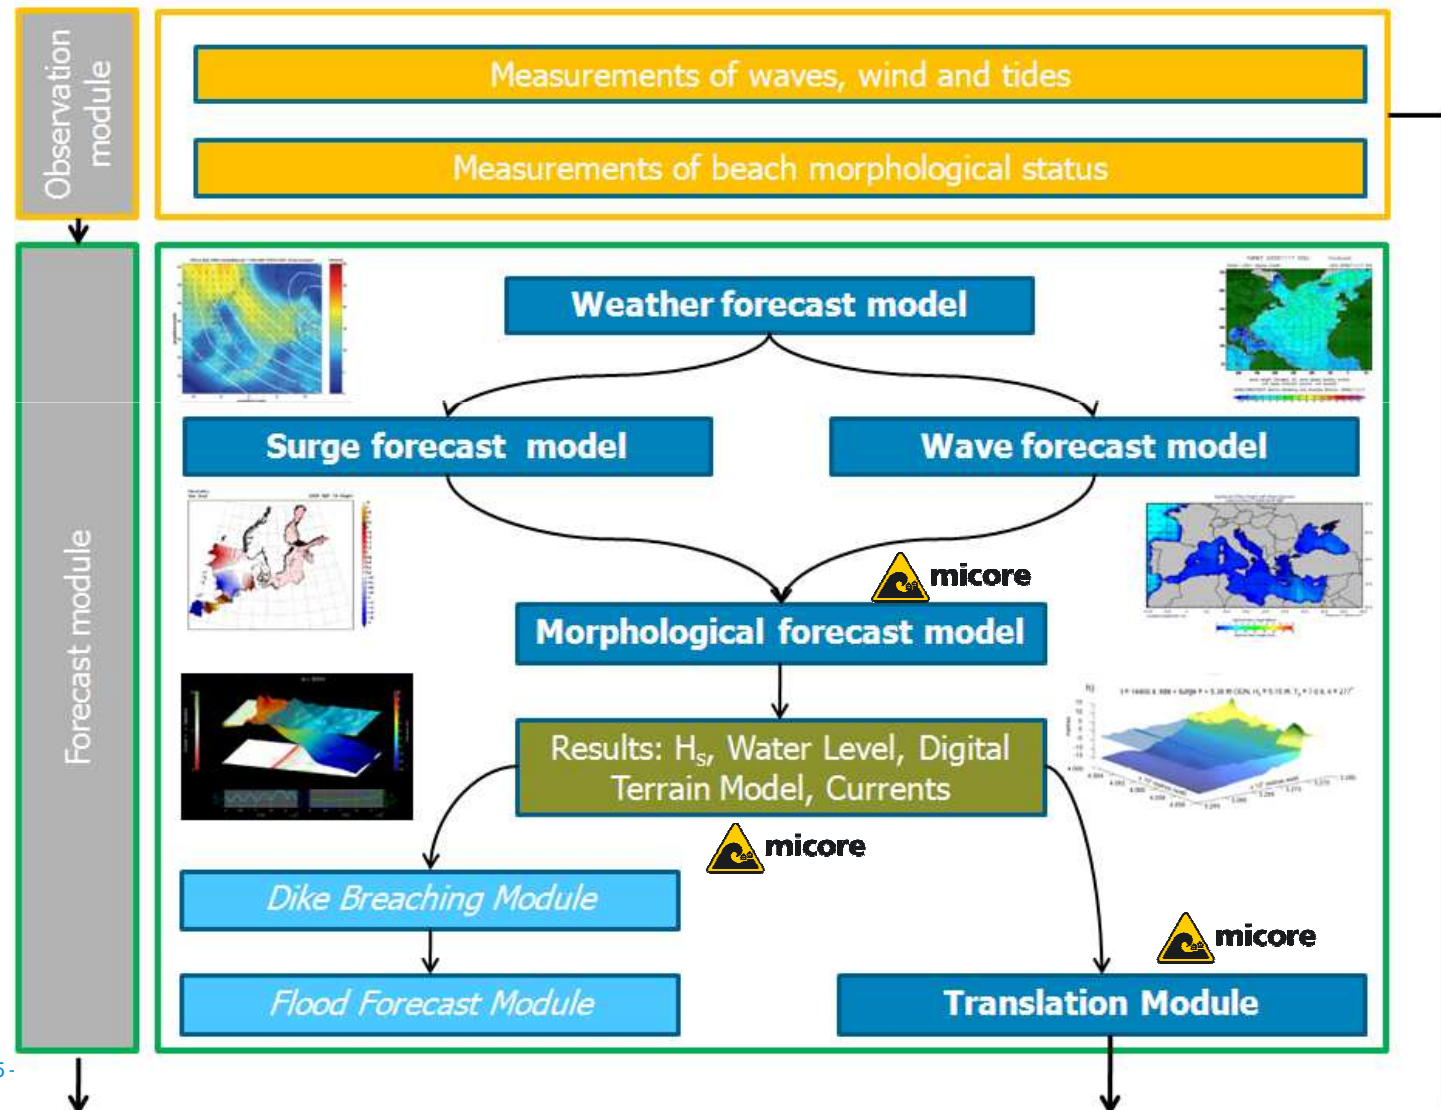 Observation
module
Measurements of waves, wind and tides
Measurements of beach morphological status
Forecast module
Weather forecast model
Surge forecast model
Wave forecast model
micore
Morphological forecast model
Results: Hs, Water Level, Digital
Terrain Model, Currents
micore
Dike Breaching Module
micore
Flood Forecast Module
Translation Module